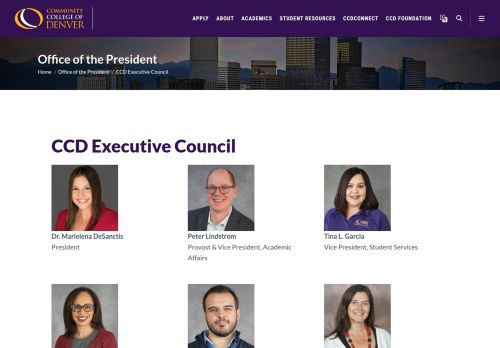 COMMUNITY
COLLEGE OF
DENVER
APPLY ABOUT ACADEMICS STUDENT RESOURCES CCDCONNECT CCD FOUNDATION
Office of the President
Home / Office of the President / CCD Executive Council
CCD Executive Council
Dr. Marielena DeSanctis
President
Peter Lindstrom
Provost & Vice President, Academic
Affairs
Tina L. Garcia
Vice President, Student Services